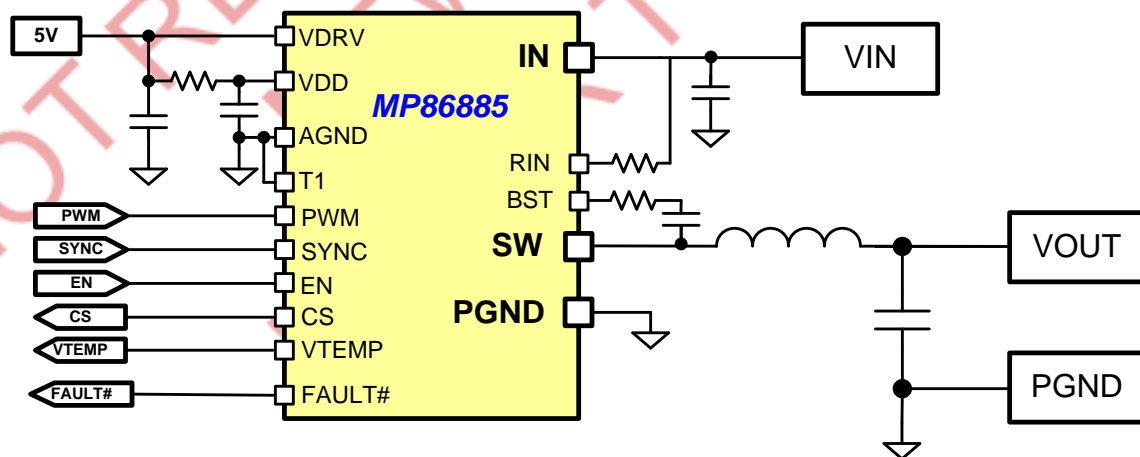 5V
VDRV
VDD
AGND
T1
PWM
PWM
SYNC
SYNC
EN
EN
CS
CS
VTEMP
VTEMP
FAULT#
FAULT#
MP86885
IN
RIN
BST
SW
PGND
VIN
VOUT
PGND